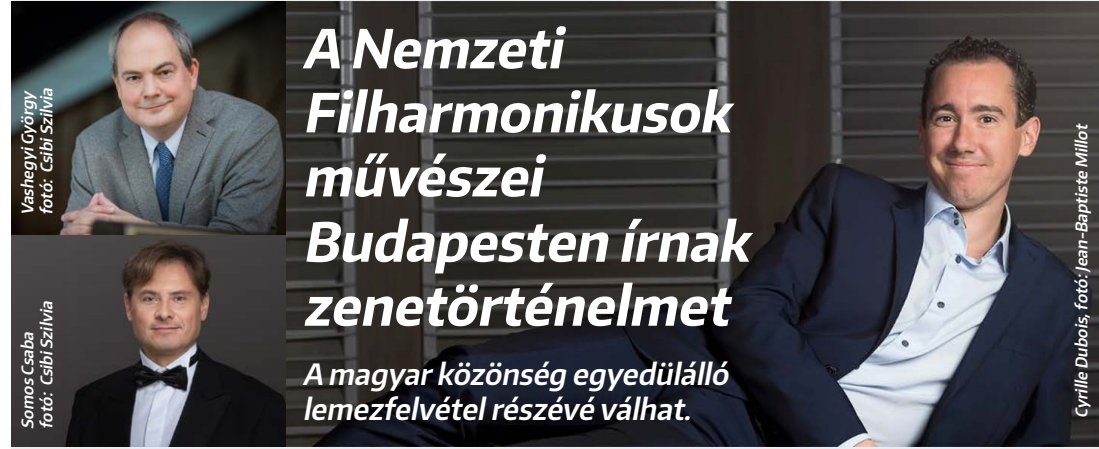 Vashegyi György
fotó: Csibi Szilvia
Somos Csaba
fotó: Csibi Szilvia
A Nemzeti
Filharmonikusok
művészei
Budapesten írnak
zenetörténelmet
A magyar közönség egyedülálló
lemezfelvétel részévé válhat.
Cyrille Dubois, fotó: Jean-Baptiste Millot